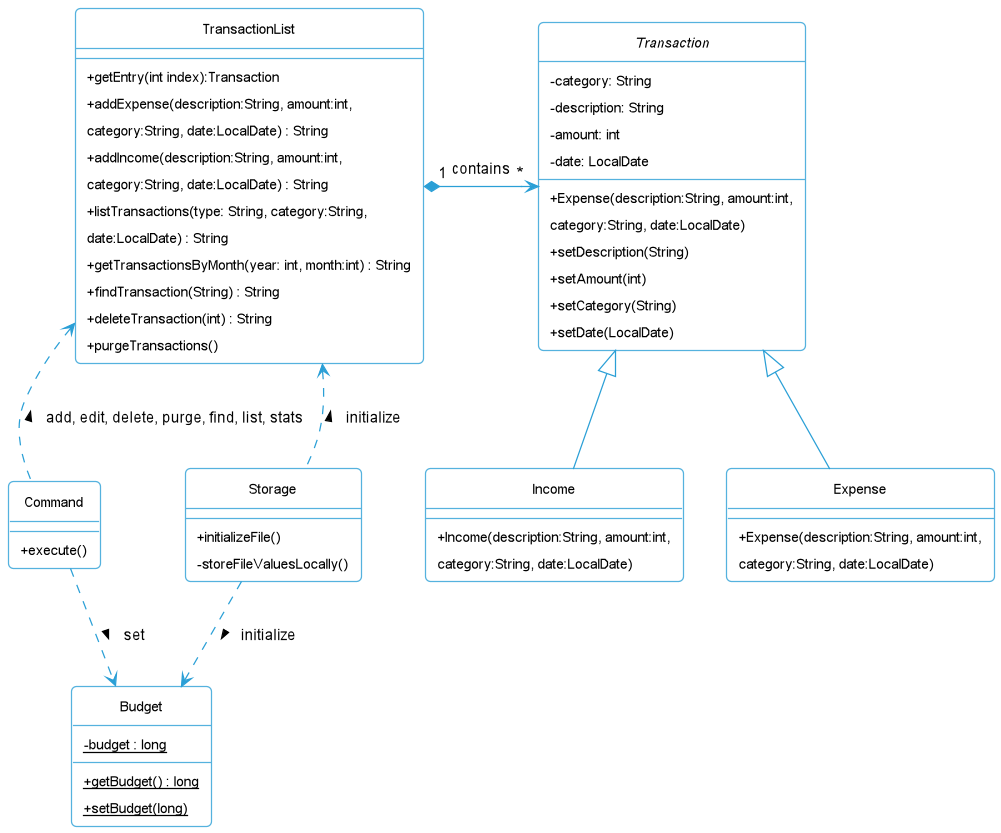 TransactionList
+getEntry(int index):Transaction
+addExpense(description:String, amount:int,
category:String, date:LocalDate) : String
+addIncome(description:String, amount:int,
category:String, date:LocalDate) : String
+listTransactions(type: String, category:String,
date:LocalDate) : String
+getTransactionsByMonth(year: int, month:int) : String
+findTransaction(String) : String
+deleteTransaction(int) : String
+purgeTransactions()
1 contains *
Transaction
-category: String
-description: String
-amount: int
-date: LocalDate
+Expense(description:String, amount:int,
category:String, date:LocalDate)
+setDescription(String)
+setAmount(int)
+setCategory(String)
+setDate(LocalDate)
add, edit, delete, purge, find, list, stats
initialize
Command
+execute()
Storage
+initializeFile()
-storeFileValuesLocally()
Income
+Income(description:String, amount:int,
category:String, date:LocalDate)
Expense
+Expense(description:String, amount:int,
category:String, date:LocalDate)
set
initialize
Budget
-budget : long
+getBudget() : long
+setBudget(long)